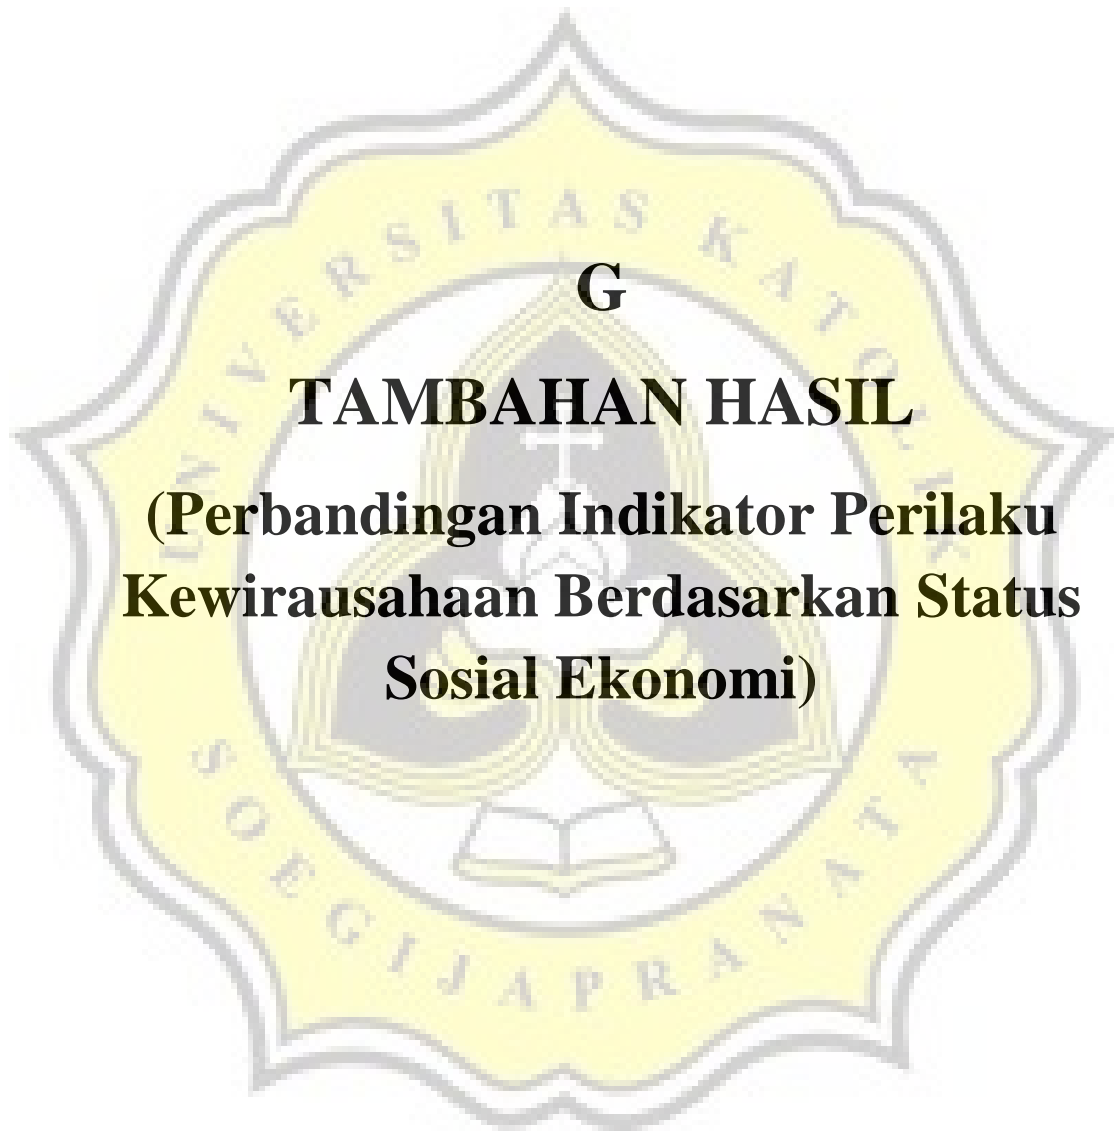 UNIVERSITAS KATOLIK
G
TAMBAHAN HASIL
(Perbandingan Indikator Perilaku
Kewirausahaan Berdasarkan Status
Sosial Ekonomi)
SOEGIJAPRANATA